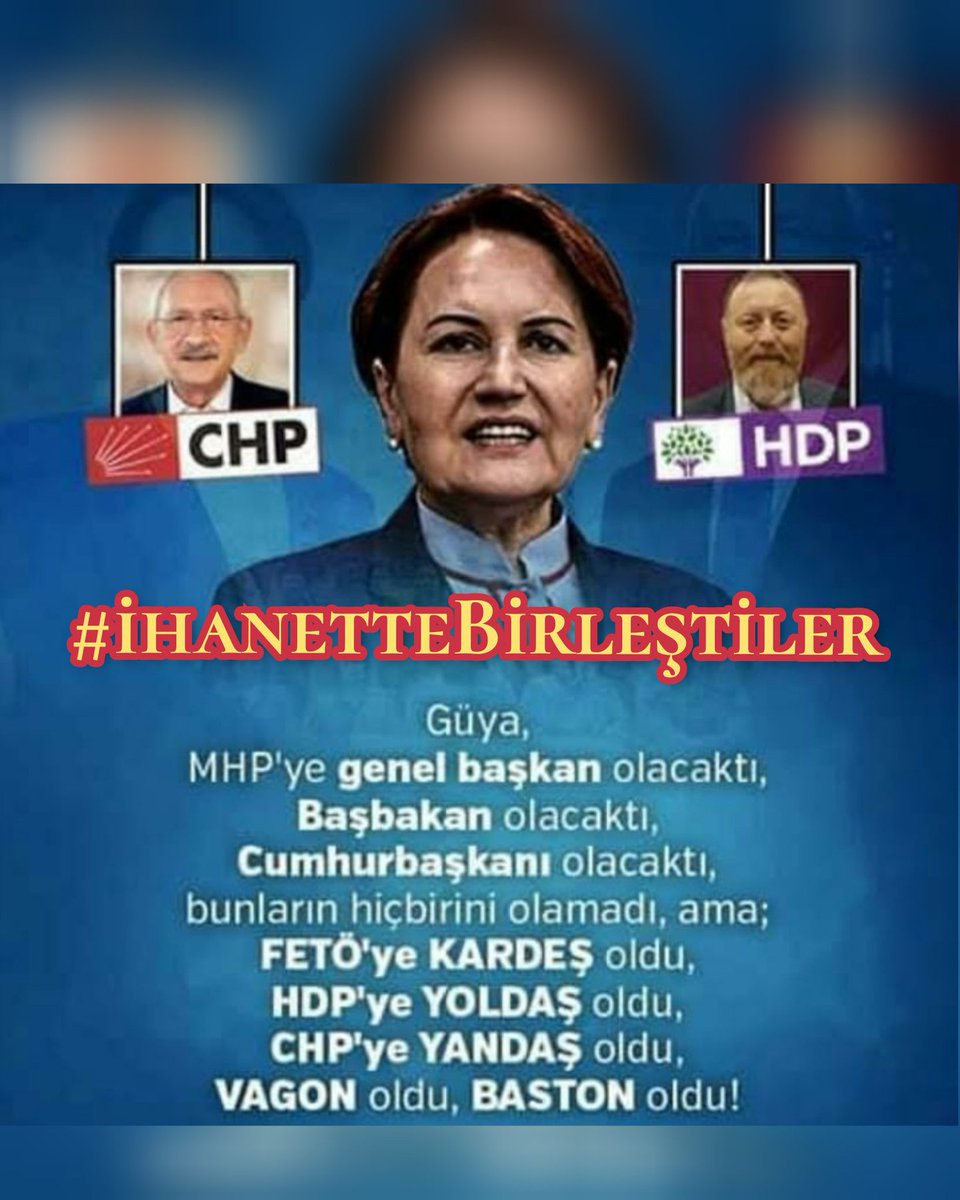 CHP
HDP
#İHANETTEBİRLEŞTİLER
Güya,
MHP'ye genel başkan olacaktı,
Başbakan olacaktı,
Cumhurbaşkanı olacaktı,
bunların hiçbirini olamadı, ama;
FETÖ'ye KARDEŞ oldu,
HDP'ye YOLDAŞ oldu,
CHP'ye YANDAŞ oldu,
VAGON oldu, BASTON oldu!